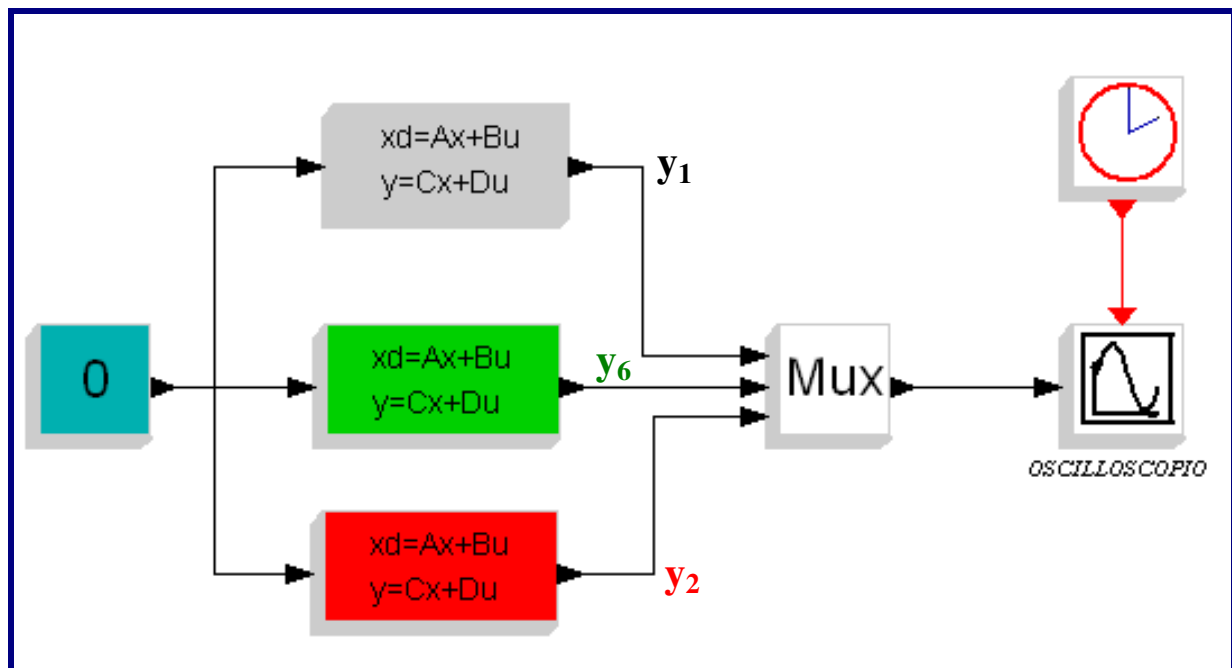 xd=Ax+Bu
y=Cx+Du
y₁
0
xd=Ax+Bu
y=Cx+Du
y₆
Mux
OSCILLOSCOPIO
xd=Ax+Bu
y=Cx+Du
y₂